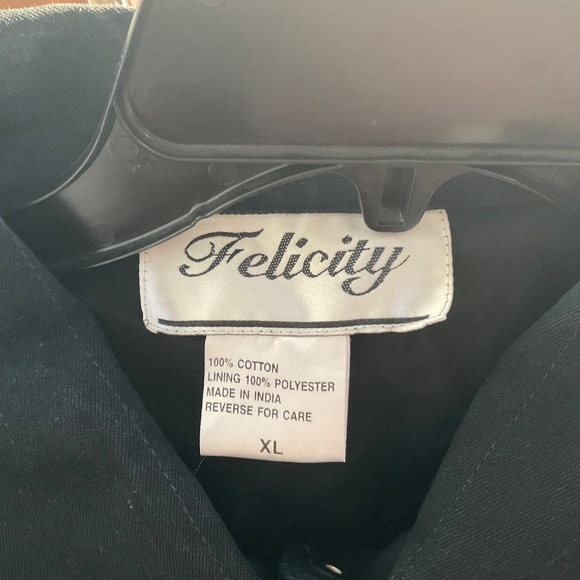 Felicity
100% COTTON
LINING 100% POLYESTER
MADE IN INDIA
REVERSE FOR CARE
XL